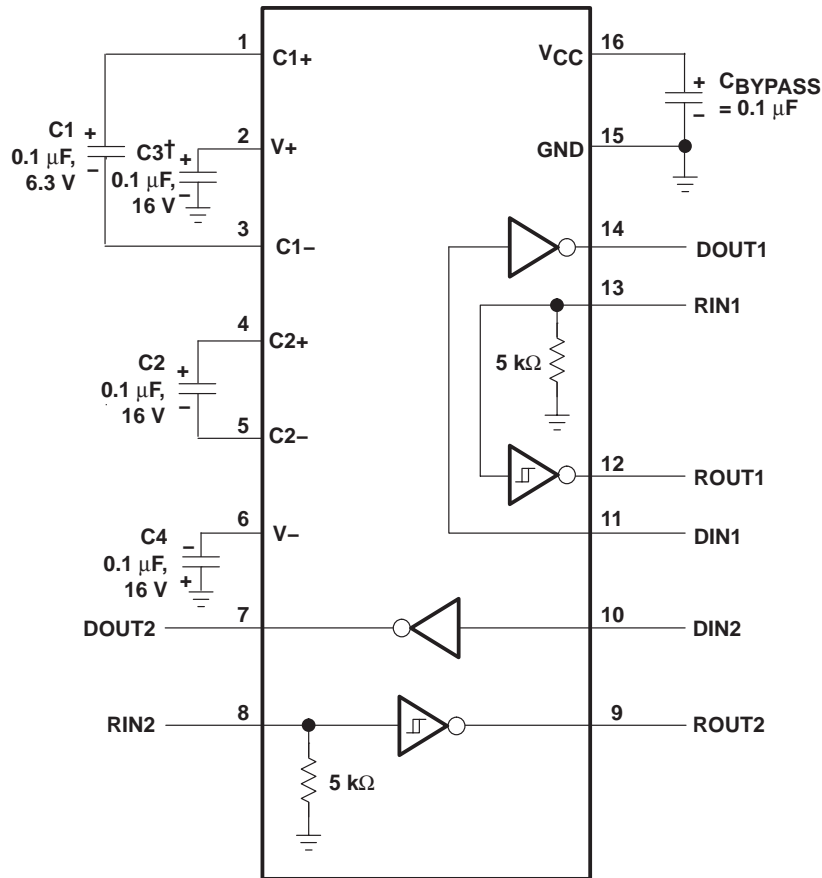 1
C1+
VCC
16
+
CBYPASS
= 0.1 μF
−
C1
0.1 μF,
6.3 V
+
−
2
V+
C3†
0.1 μF,
16 V
+
−
15
GND
3
C1−
14
DOUT1
13
RIN1
4
C2+
5 kΩ
C2
0.1 μF,
16 V
+
−
5
C2−
12
ROUT1
6
V−
11
DIN1
C4
0.1 μF,
16 V
−
+
DOUT2
7
10
DIN2
RIN2
8
9
ROUT2
5 kΩ